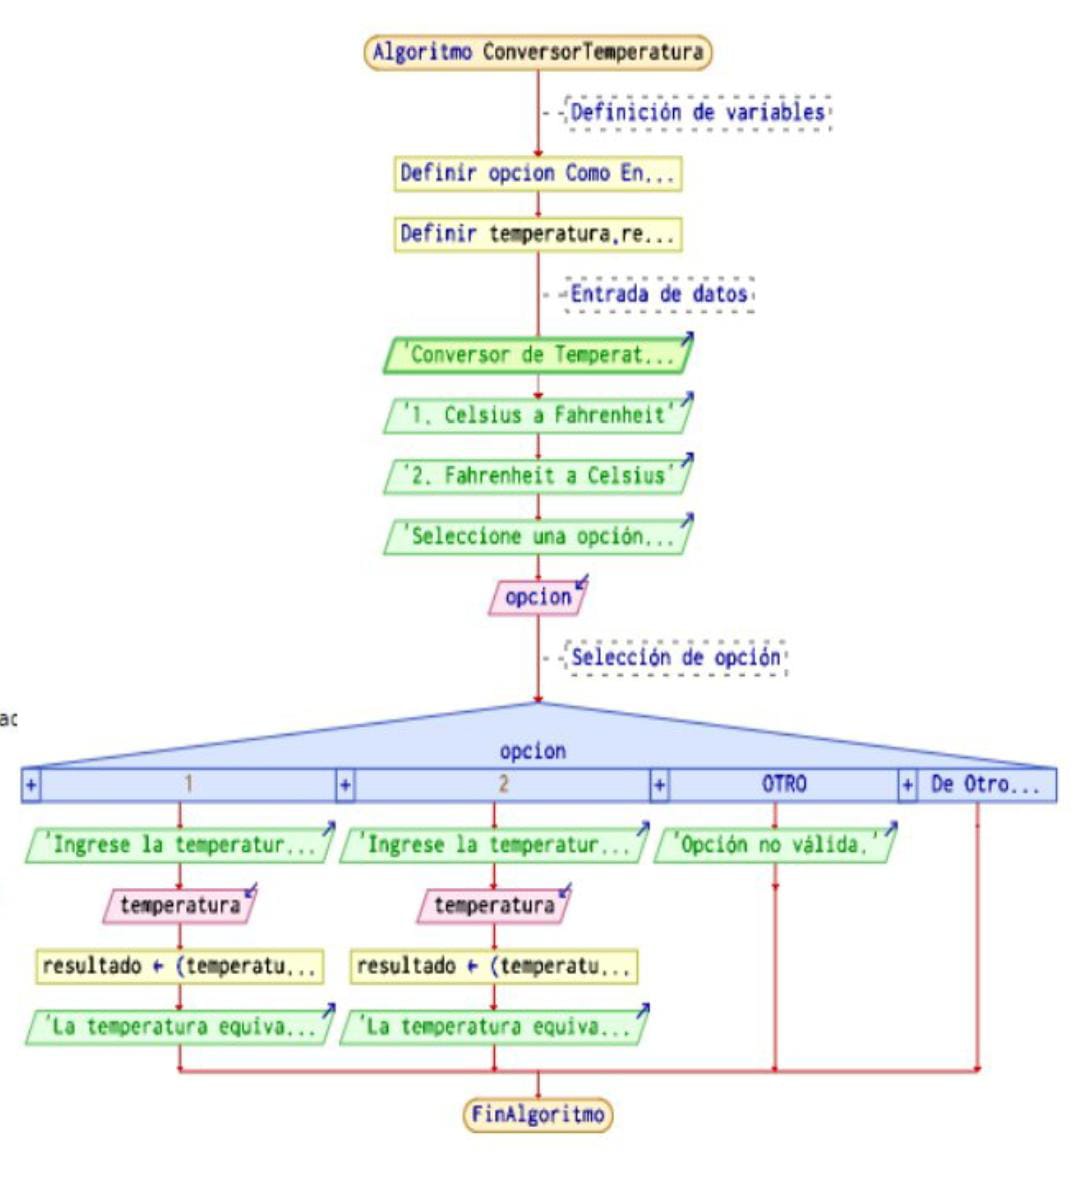 Algoritmo ConversorTemperatura
Definición de variables
Definir opcion Como En...
Definir temperatura,re...
Entrada de datos
'Conversor de Temperat...
'1. Celsius a Fahrenheit'
'2. Fahrenheit a Celsius'
'Seleccione una opción...
opcion
Selección de opción
ac
opcion
+ 1 + 2 + OTRO + De Otro...
'Ingrese la temperatur... 'Ingrese la temperatur... 'Opción no válida.'
temperatura temperatura
resultado ← (temperatu... resultado ← (temperatu...
'La temperatura equiva... 'La temperatura equiva...
FinAlgoritmo